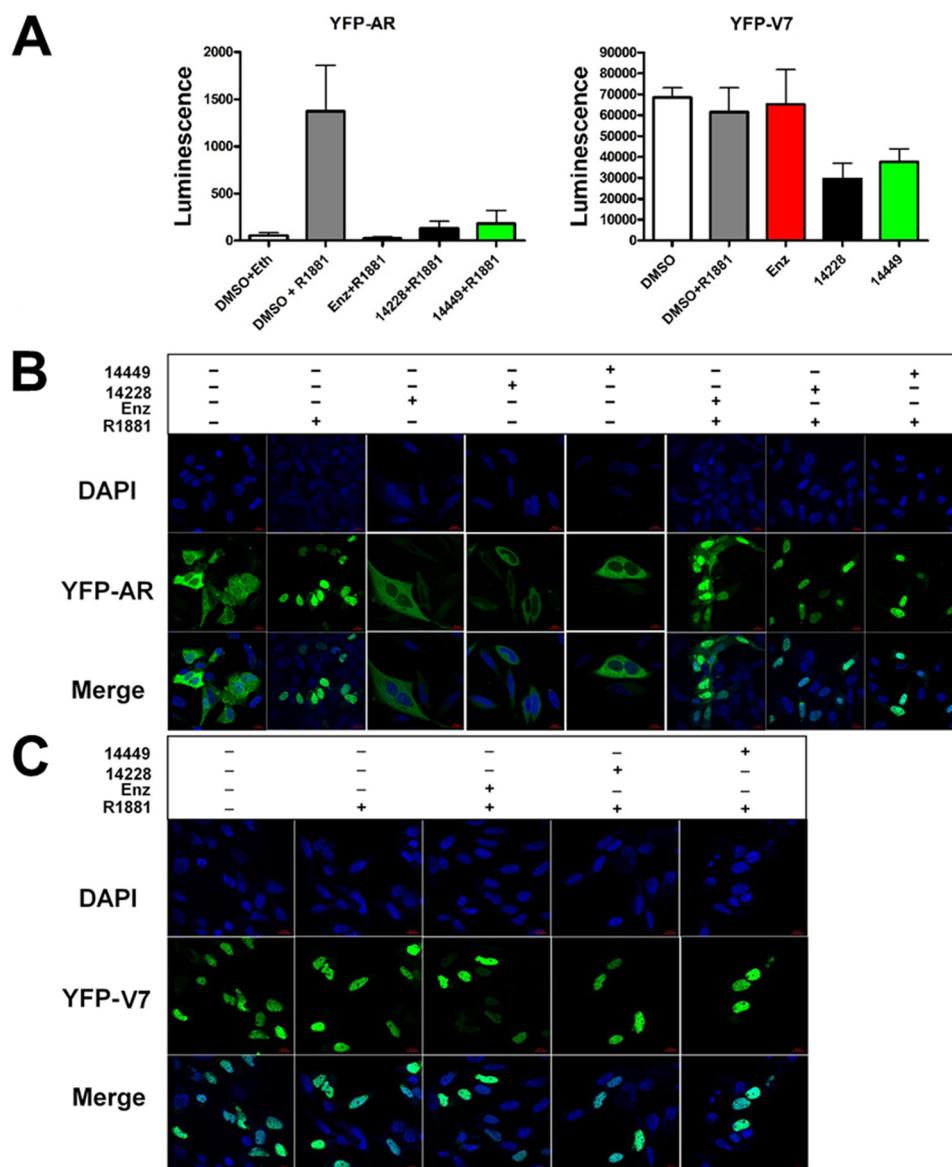 A
YFP-AR
YFP-V7
Luminescence
2000
1500
1000
500
0
DMSO+Eth
DMSO + R1881
Enz+R1881
14228+R1881
14449+R1881
Luminescence
90000
80000
70000
60000
50000
40000
30000
20000
10000
0
DMSO
DMSO+R1881
Enz
14228
14449
B
14449 – – – – + – – +
14228 – – – + – – + –
Enz – – + – – + – –
R1881 – + – – – + + +
DAPI
YFP-AR
Merge
C
14449 – – – – +
14228 – – – + –
Enz – – + – –
R1881 – + + + +
DAPI
YFP-V7
Merge